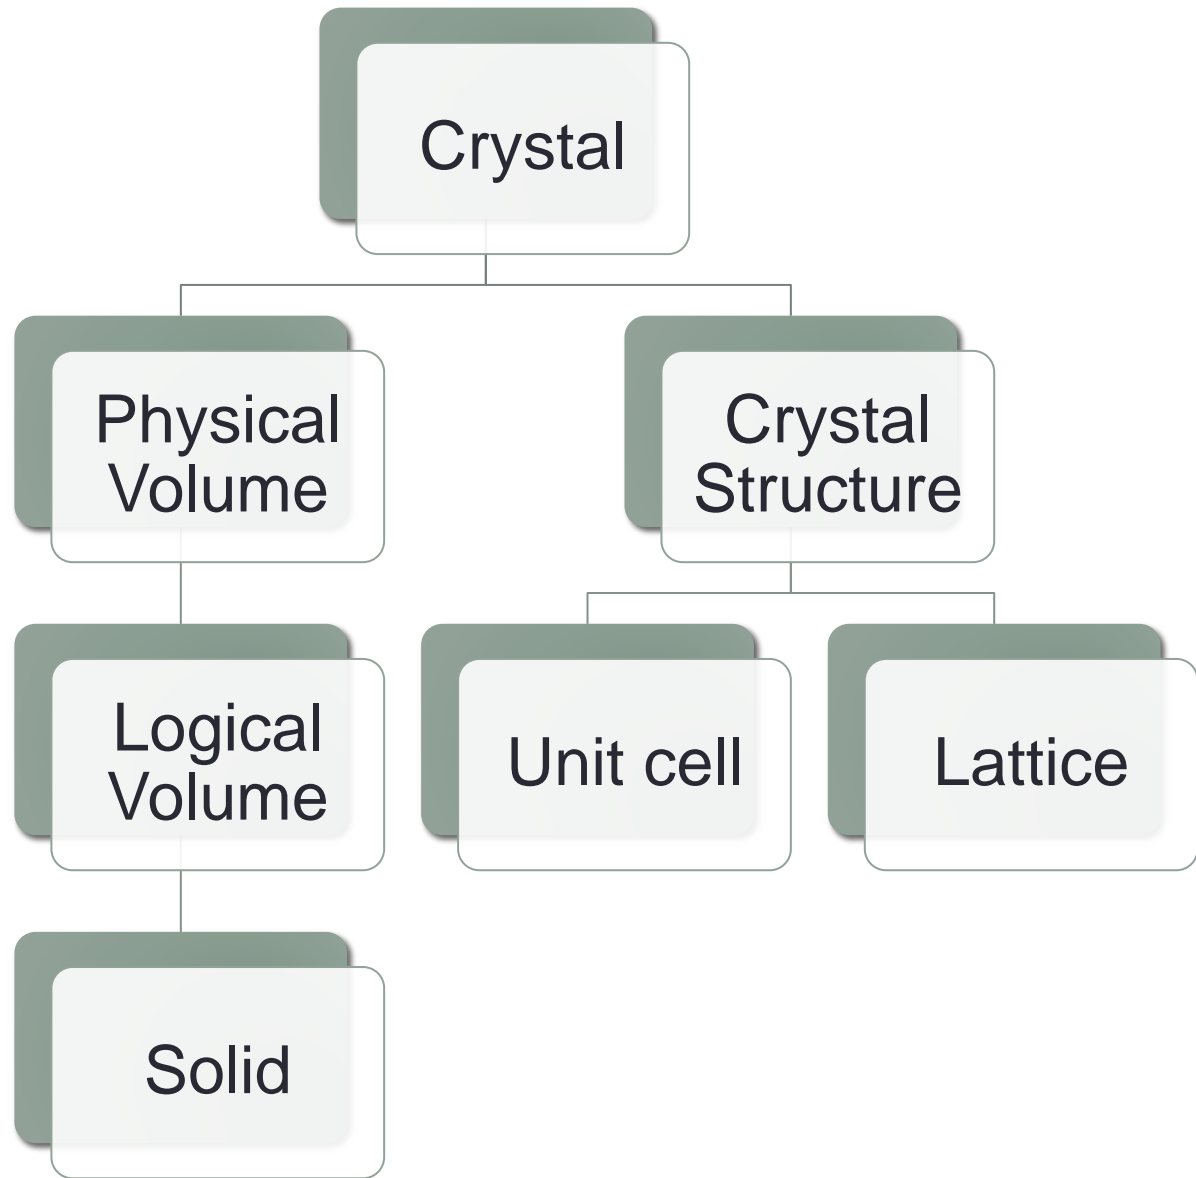 Crystal
Physical
Volume
Crystal
Structure
Logical
Volume
Unit cell
Lattice
Solid